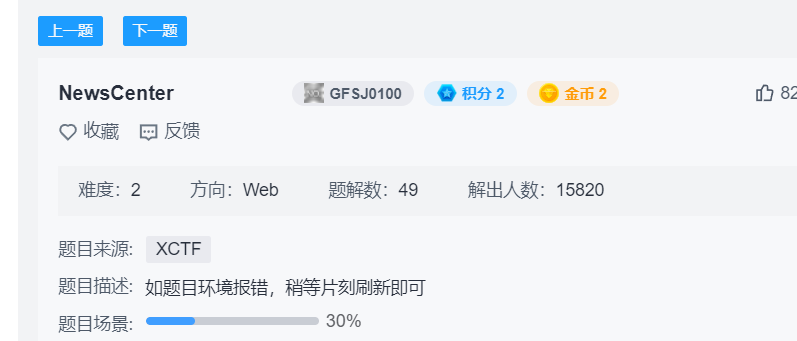 上一题 下一题
NewsCenter GFSJ0100 积分 2 金币 2 82
收藏 反馈
难度：2 方向：Web 题解数：49 解出人数：15820
题目来源: XCTF
题目描述: 如题目环境报错，稍等片刻刷新即可
题目场景: 30%